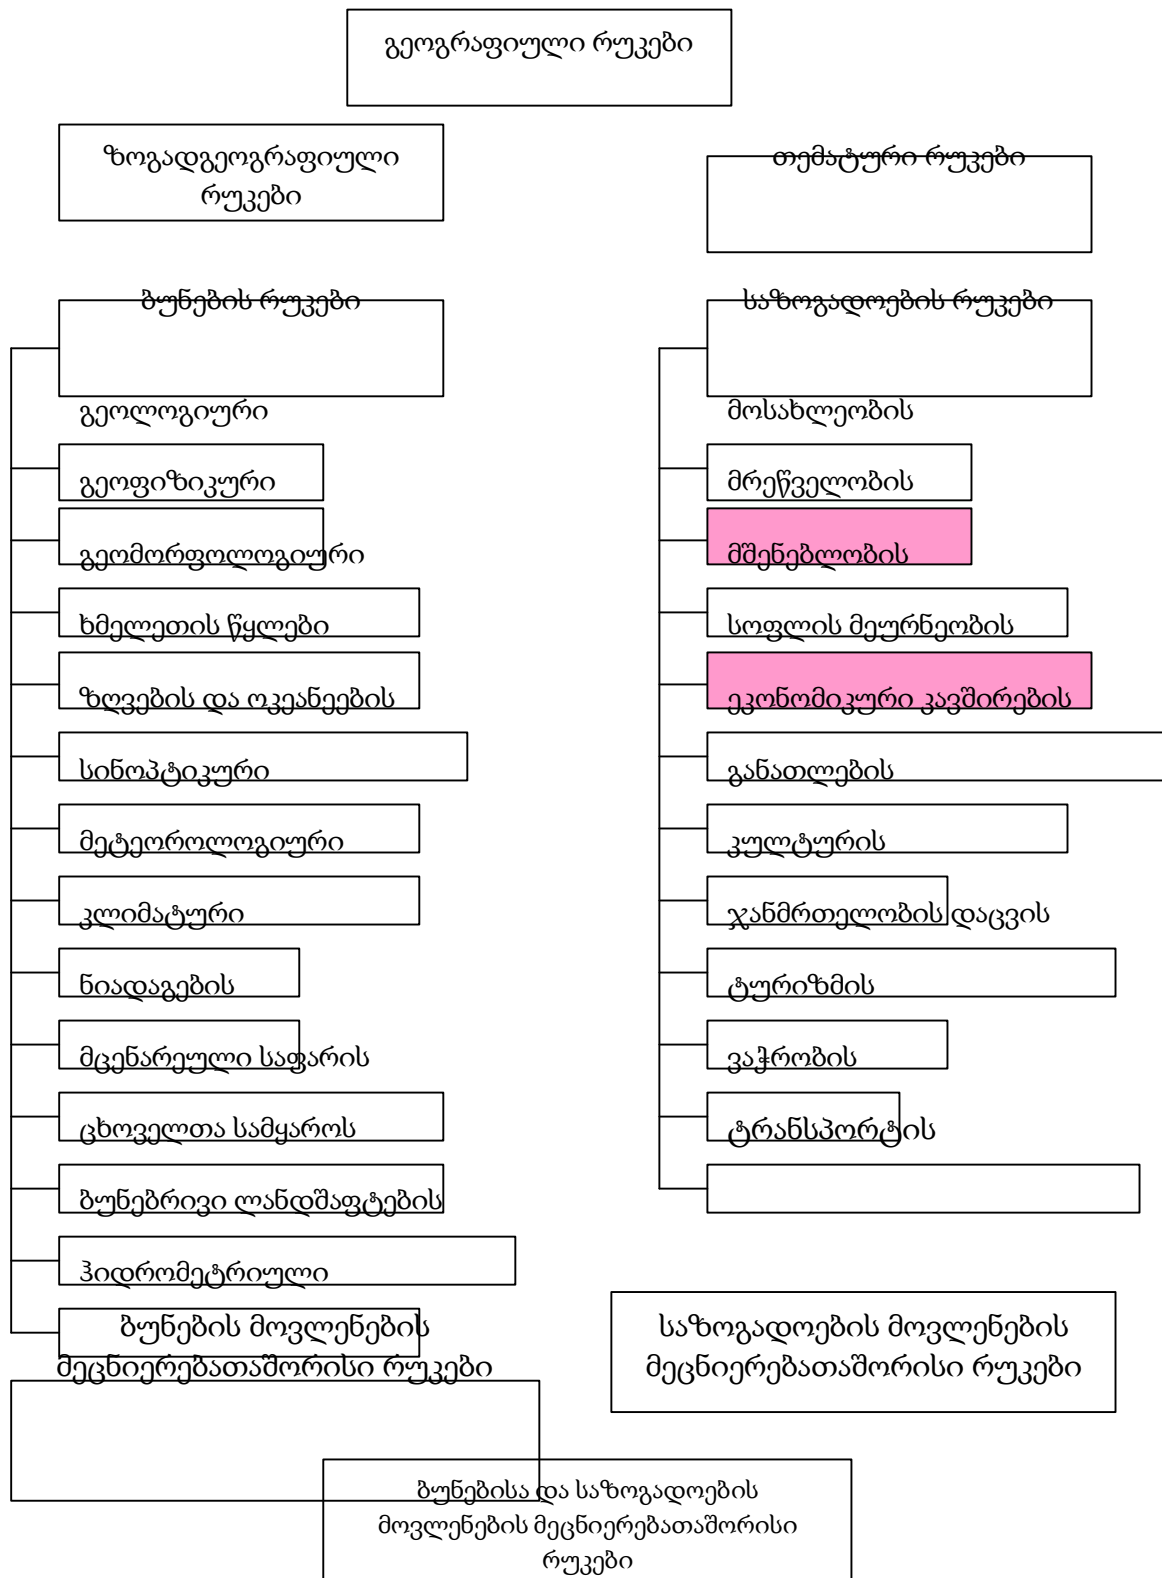 გეოგრაფიული რუკები
ზოგადგეოგრაფიული
რუკები
თემატური რუკები
ბუნების რუკები
გეოლოგიური
გეოფიზიკური
გეომორფოლოგიური
ხმელეთის წყლები
ზღვების და ოკეანეების
სინოპტიკური
მეტეოროლოგიური
კლიმატური
ნიადაგების
მცენარეული საფარის
ცხოველთა სამყაროს
ბუნებრივი ლანდშაფტების
ჰიდრომეტრიული
საზოგადოების რუკები
მოსახლეობის
მრეწველობის
მშენებლობის
სოფლის მეურნეობის
ეკონომიკური კავშირების
განათლების
კულტურის
ჯანმრთელობის დაცვის
ტურიზმის
ვაჭრობის
ტრანსპორტის
ბუნების მოვლენების
მეცნიერებათაშორისი რუკები
საზოგადოების მოვლენების
მეცნიერებათაშორისი რუკები
ბუნებისა და საზოგადოების
მოვლენების მეცნიერებათაშორისი
რუკები